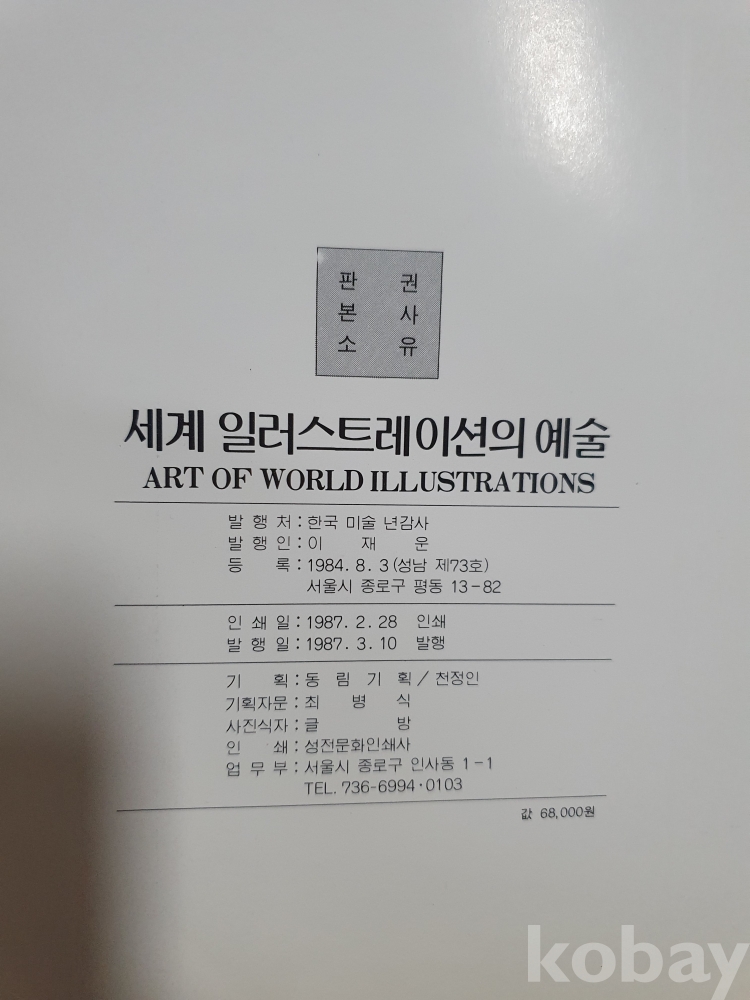 판 권
본 사
소 유
세계 일러스트레이션의 예술
ART OF WORLD ILLUSTRATIONS
발 행 처 : 한국 미술 년감사
발 행 인 : 이 재 운
등 록 : 1984. 8. 3 (성남 제73호)
서울시 종로구 평동 13-82
인 쇄 일 : 1987. 2. 28 인쇄
발 행 일 : 1987. 3. 10 발행
기 획 : 동 림 기 획 / 천정인
기획자문 : 최 병 식
사진식자 : 글 방
인 쇄 : 성전문화인쇄사
업 무 부 : 서울시 종로구 인사동 1-1
TEL. 736-6994·0103
값 68,000원
kobay